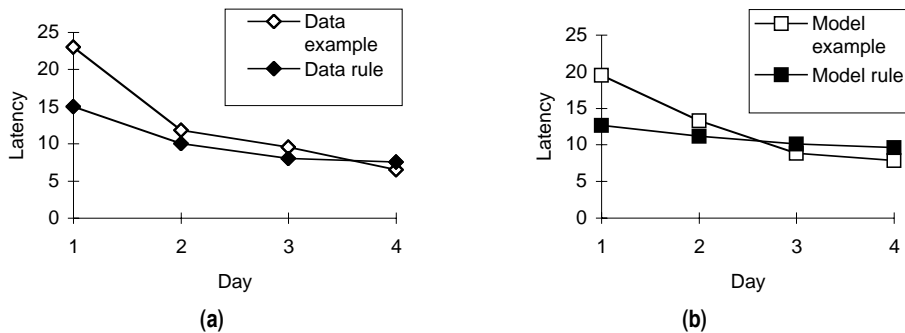 25
20
15
10
5
0
Latency
1 2 3 4
Day
Data
example
Data rule
(a)
25
20
15
10
5
0
Latency
1 2 3 4
Day
Model
example
Model rule
(b)